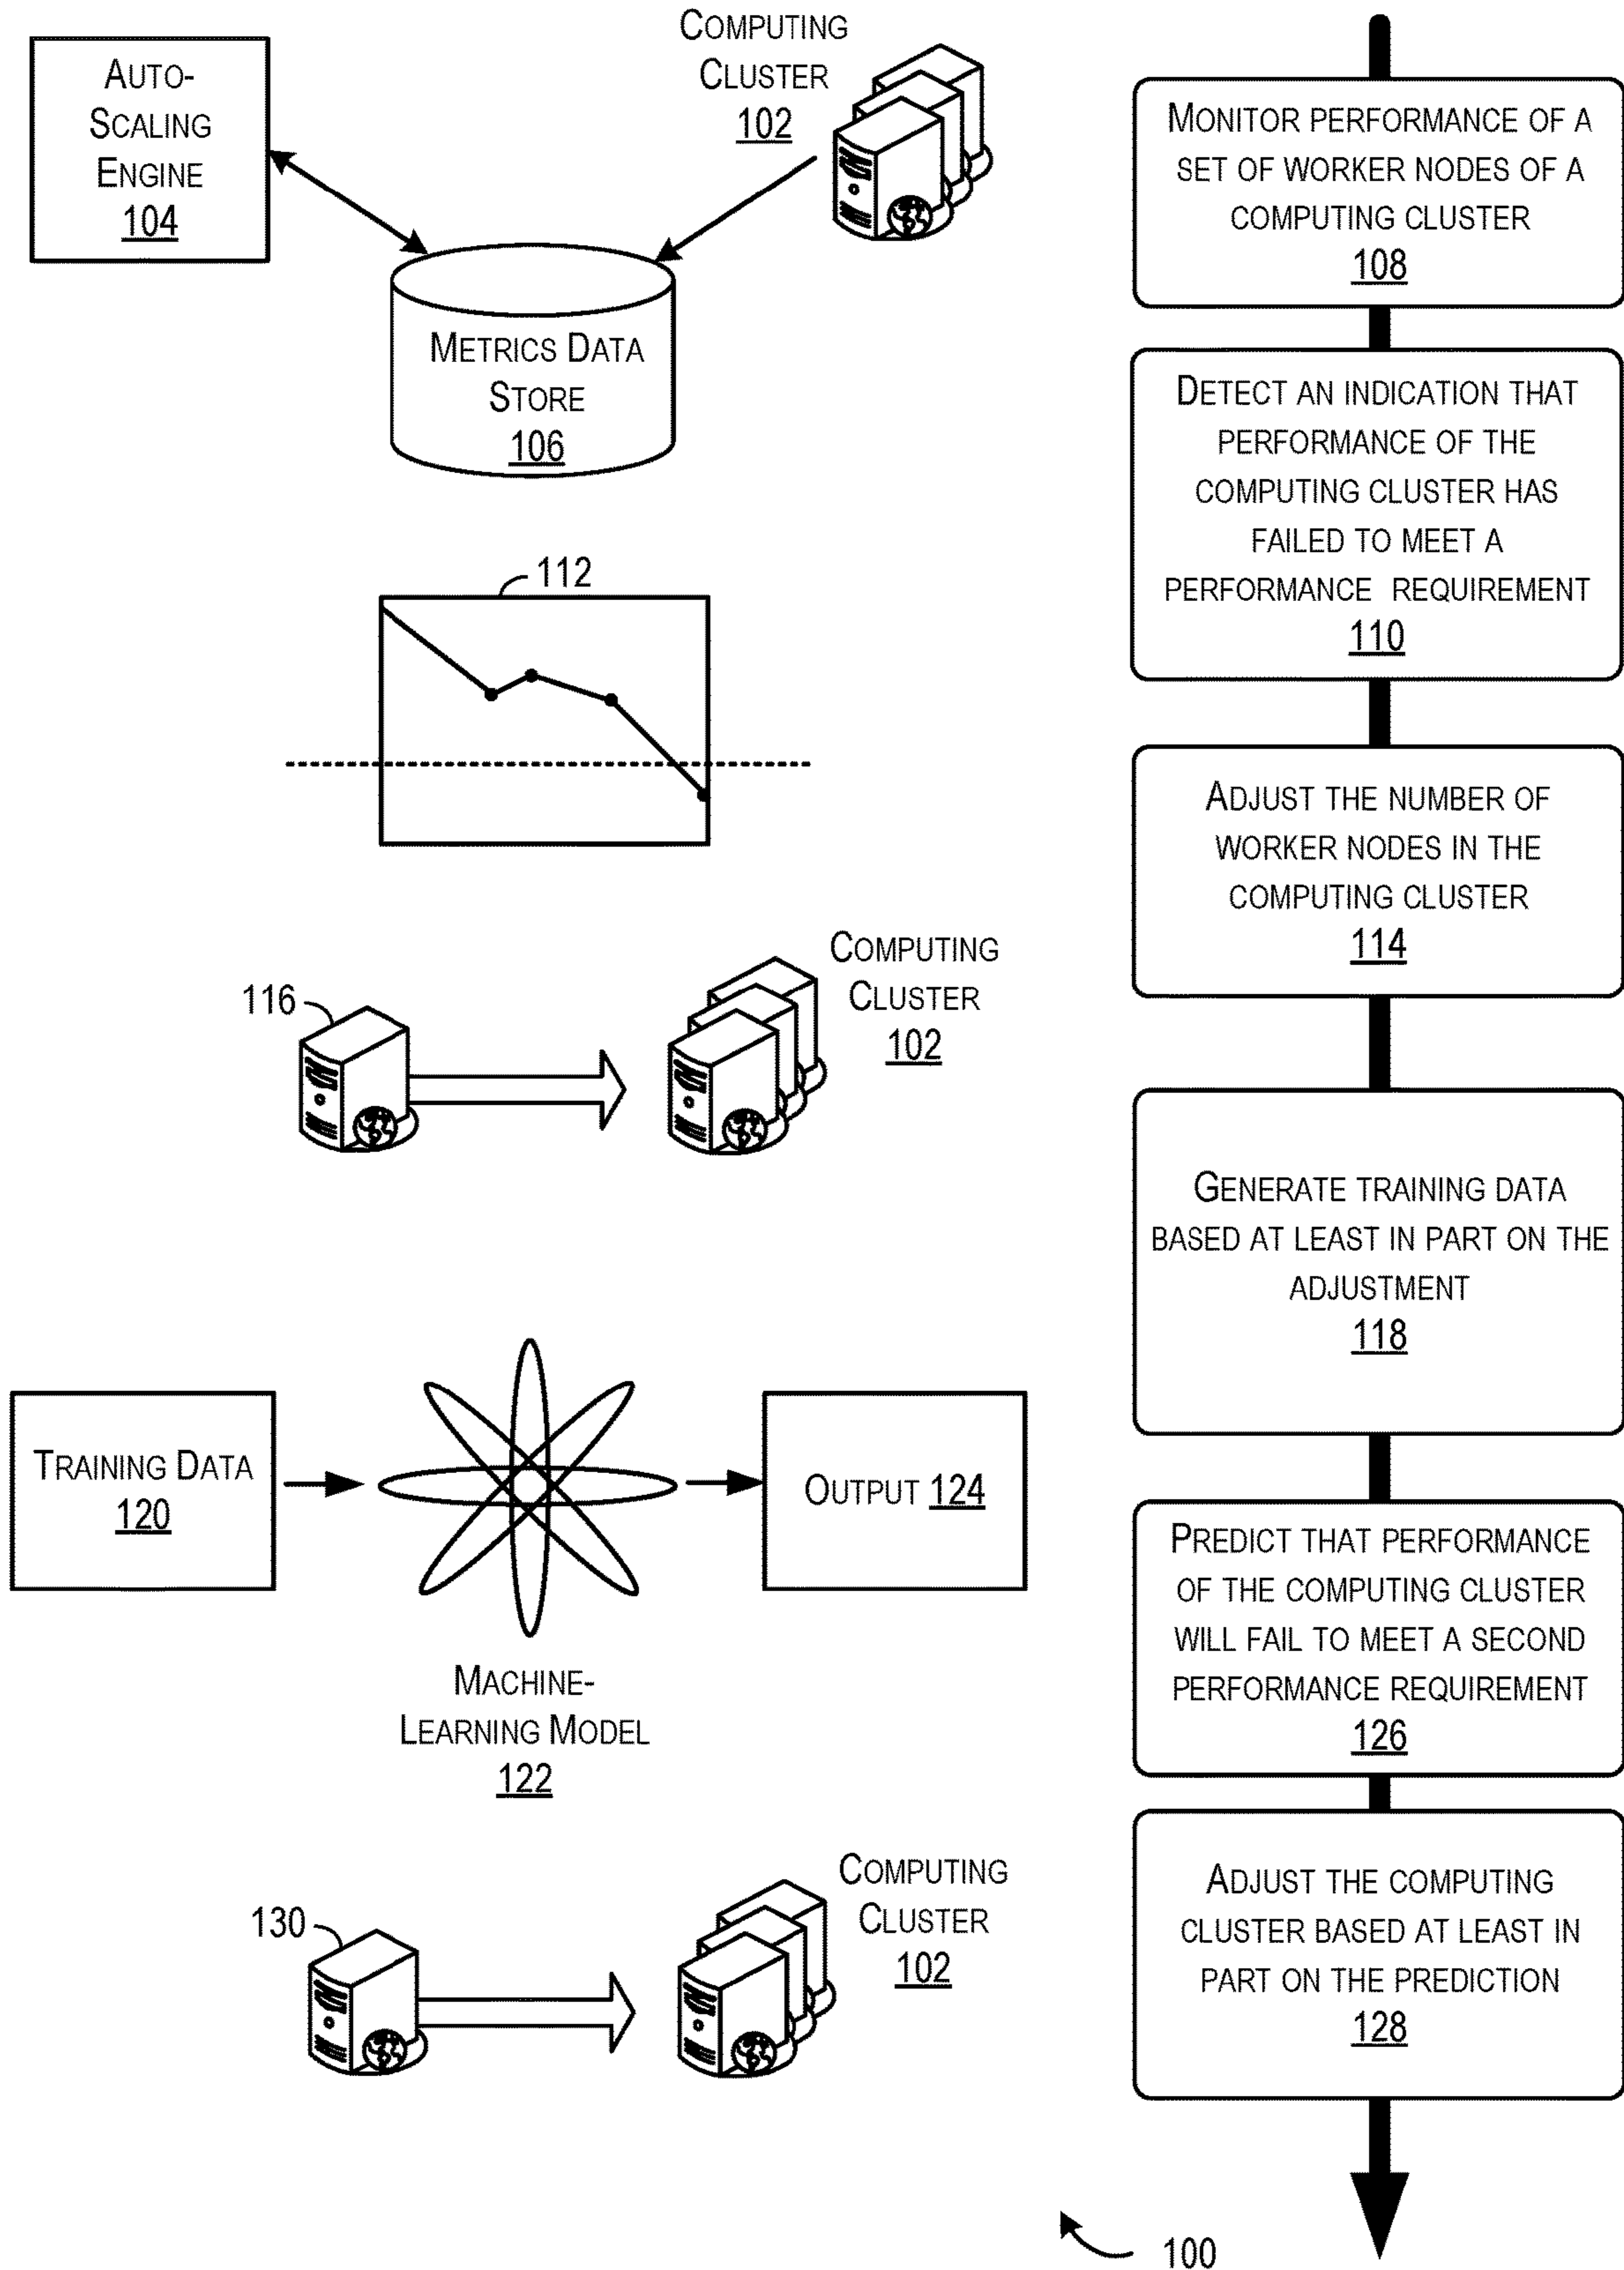 AUTO-
SCALING
ENGINE
104
COMPUTING
CLUSTER
102
METRICS DATA
STORE
106
112
116
COMPUTING
CLUSTER
102
TRAINING DATA
120
MACHINE-
LEARNING MODEL
122
OUTPUT 124
130
COMPUTING
CLUSTER
102
MONITOR PERFORMANCE OF A
SET OF WORKER NODES OF A
COMPUTING CLUSTER
108
DETECT AN INDICATION THAT
PERFORMANCE OF THE
COMPUTING CLUSTER HAS
FAILED TO MEET A
PERFORMANCE REQUIREMENT
110
ADJUST THE NUMBER OF
WORKER NODES IN THE
COMPUTING CLUSTER
114
GENERATE TRAINING DATA
BASED AT LEAST IN PART ON THE
ADJUSTMENT
118
PREDICT THAT PERFORMANCE
OF THE COMPUTING CLUSTER
WILL FAIL TO MEET A SECOND
PERFORMANCE REQUIREMENT
126
ADJUST THE COMPUTING
CLUSTER BASED AT LEAST IN
PART ON THE PREDICTION
128
100